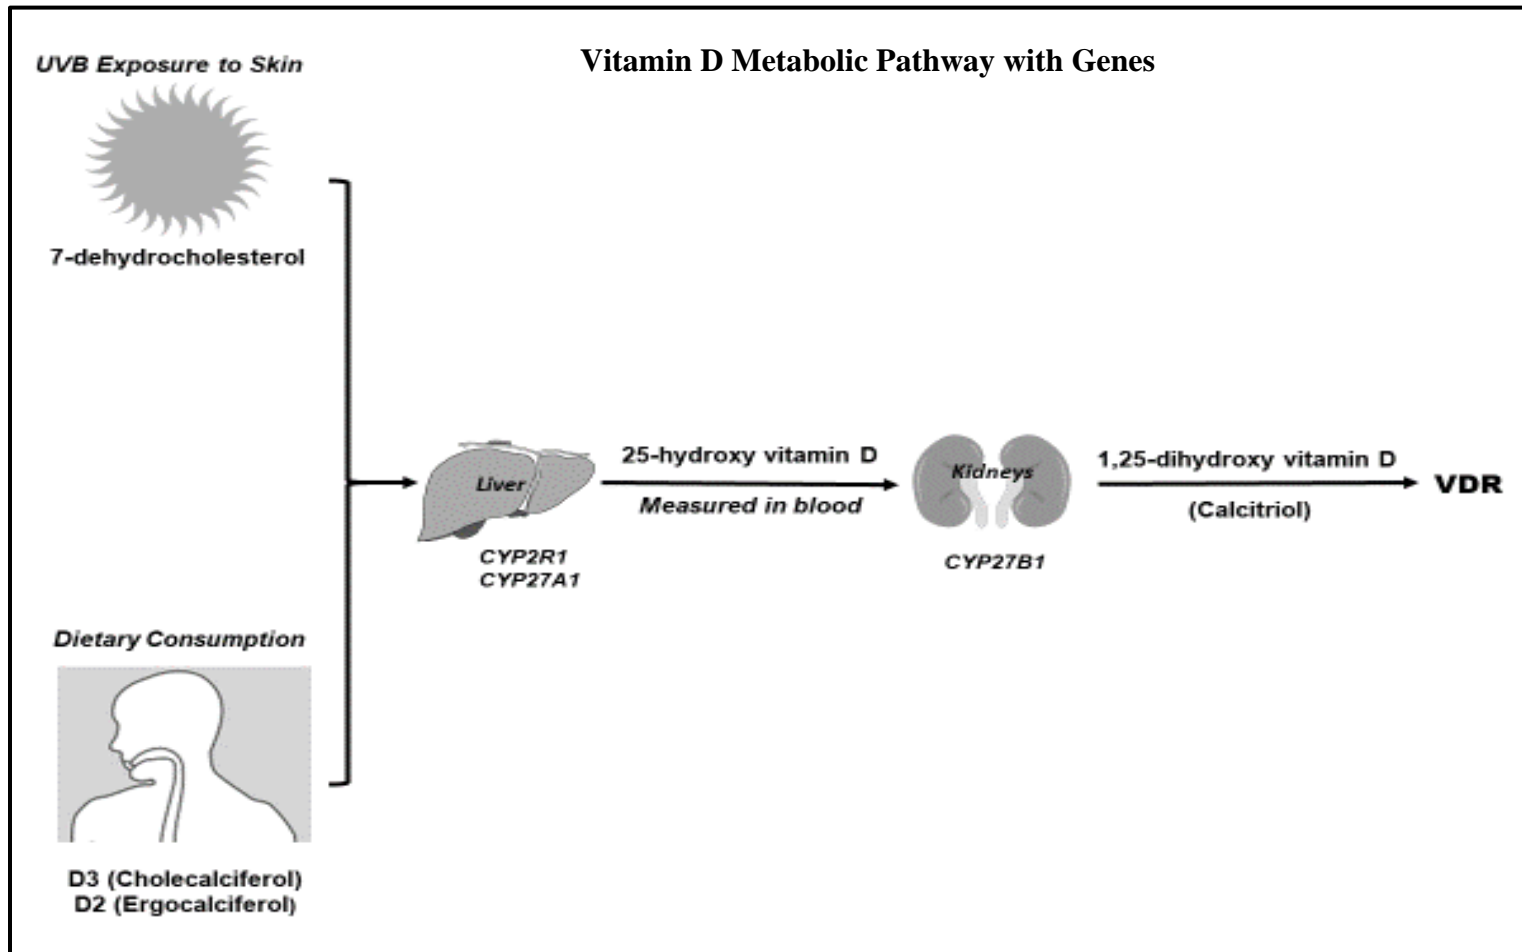 Vitamin D Metabolic Pathway with Genes
UVB Exposure to Skin
7-dehydrocholesterol
Dietary Consumption
D3 (Cholecalciferol)
D2 (Ergocalciferol)
Liver
CYP2R1
CYP27A1
25-hydroxy vitamin D
Measured in blood
Kidneys
CYP27B1
1,25-dihydroxy vitamin D
(Calcitriol)
VDR